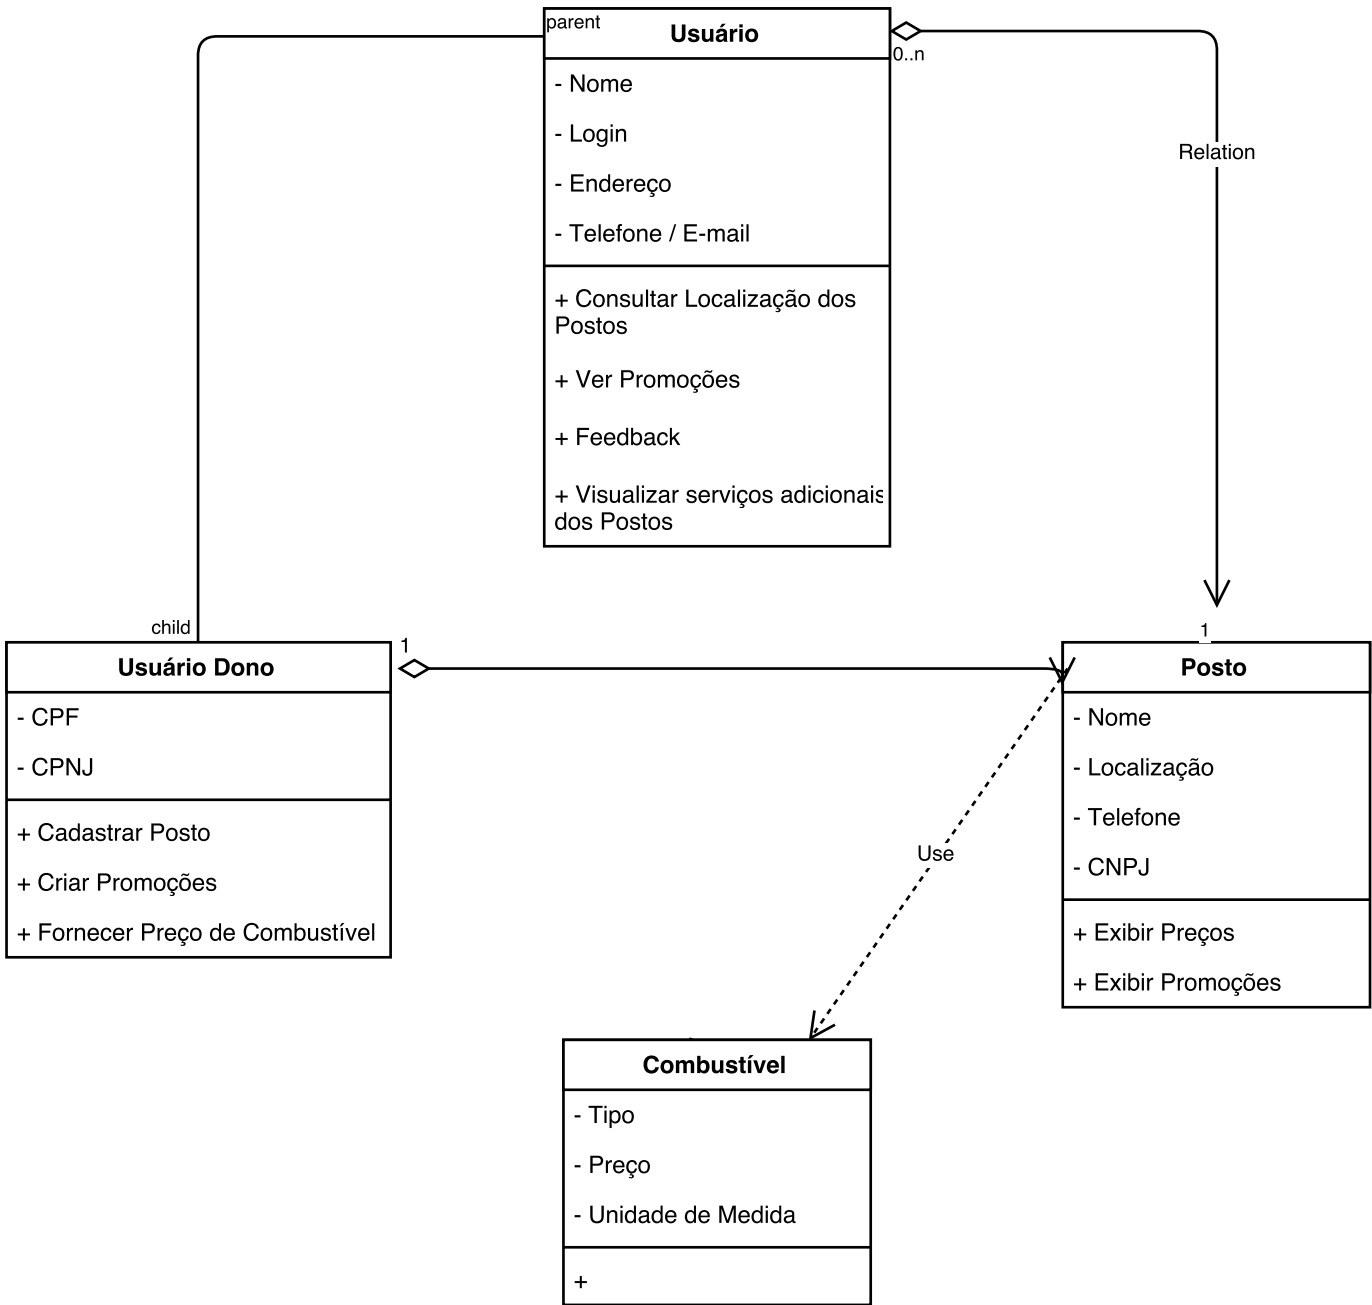 parent
Usuário
0..n
- Nome
- Login
- Endereço
- Telefone / E-mail
+ Consultar Localização dos
Postos
+ Ver Promoções
+ Feedback
+ Visualizar serviços adicionais
dos Postos
Relation
child
1
1
Usuário Dono
- CPF
- CPNJ
+ Cadastrar Posto
+ Criar Promoções
+ Fornecer Preço de Combustível
Posto
- Nome
- Localização
- Telefone
- CNPJ
+ Exibir Preços
+ Exibir Promoções
Use
Combustível
- Tipo
- Preço
- Unidade de Medida
+